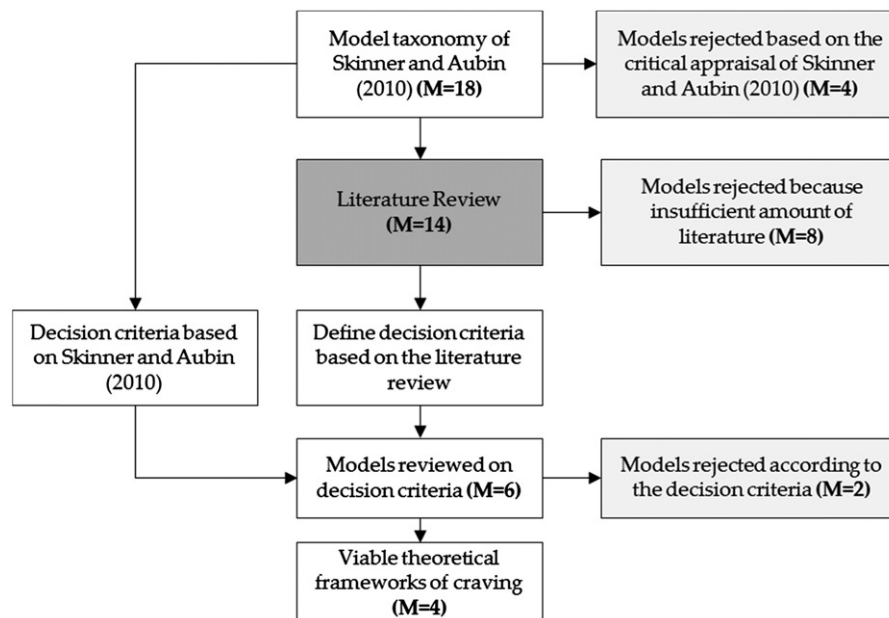 Model taxonomy of
Skinner and Aubin
(2010) (M=18)
Models rejected based on the
critical appraisal of Skinner
and Aubin (2010) (M=4)
Literature Review
(M=14)
Models rejected because
insufficient amount of
literature (M=8)
Decision criteria based
on Skinner and Aubin
(2010)
Define decision criteria
based on the literature
review
Models reviewed on
decision criteria (M=6)
Models rejected according to
the decision criteria (M=2)
Viable theoretical
frameworks of craving
(M=4)